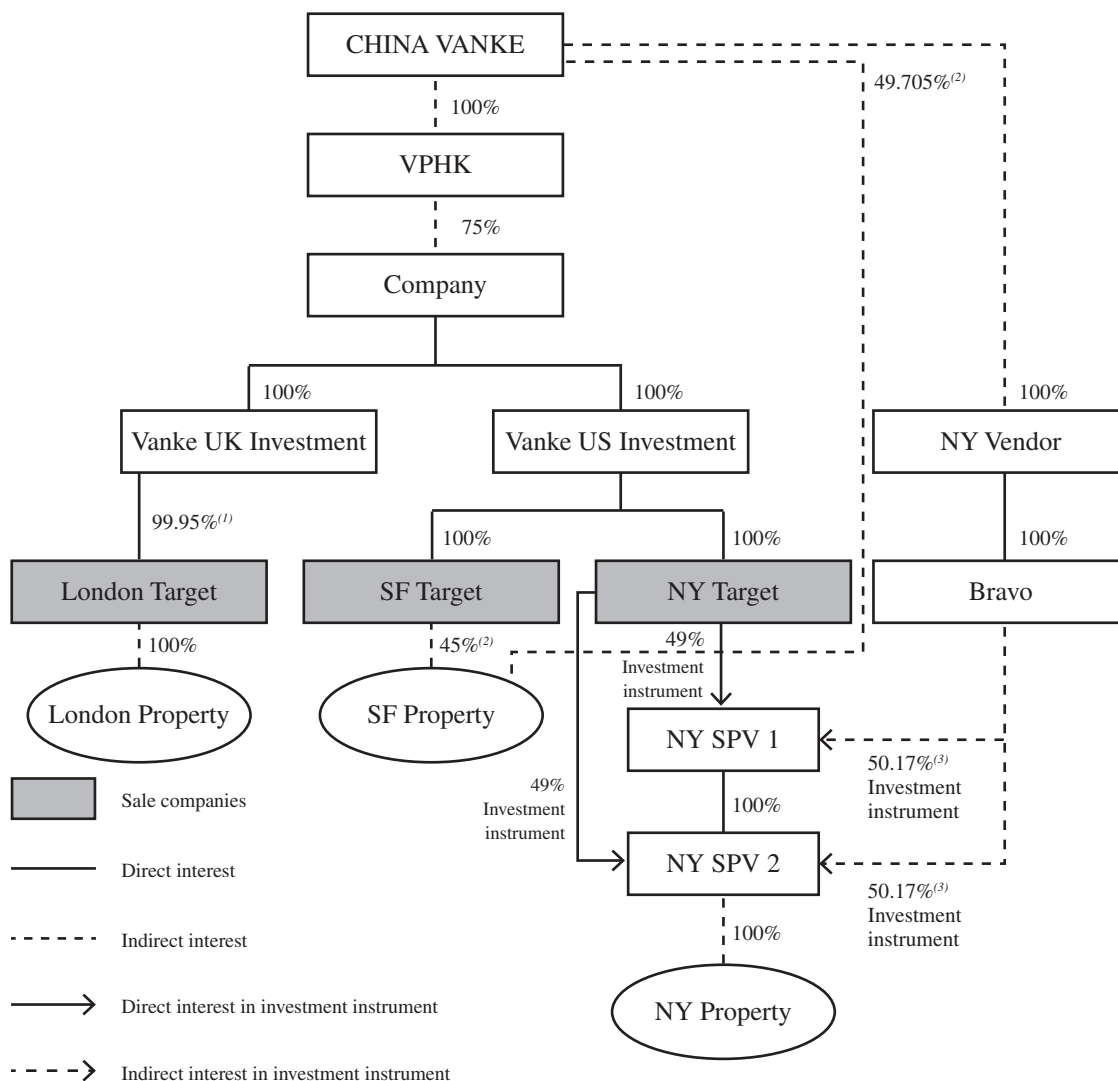 CHINA VANKE
49.705%(2)
100%
VPHK
75%
Company
100%
100%
100%
Vanke UK Investment
Vanke US Investment
NY Vendor
99.95%(1)
100%
100%
100%
London Target
SF Target
NY Target
Bravo
100%
45%(2)
49%
Investment
instrument
London Property
SF Property
NY SPV 1
50.17%(3)
Investment
instrument
49%
Investment
instrument
100%
NY SPV 2
50.17%(3)
Investment
instrument
100%
NY Property
Sale companies
Direct interest
Indirect interest
Direct interest in investment instrument
Indirect interest in investment instrument